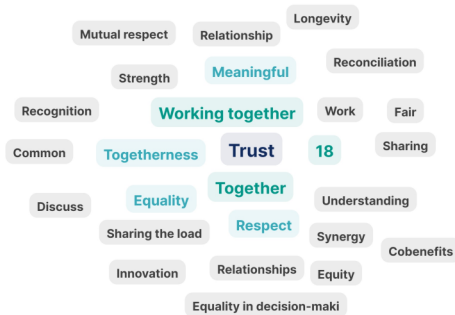 Longevity
Mutual respect
Relationship
Reconciliation
Strength
Meaningful
Recognition
Working together
Work
Fair
Common
Togetherness
Trust
18
Sharing
Together
Discuss
Equality
Understanding
Sharing the load
Respect
Synergy
Cobenefits
Innovation
Relationships
Equity
Equality in decision-maki